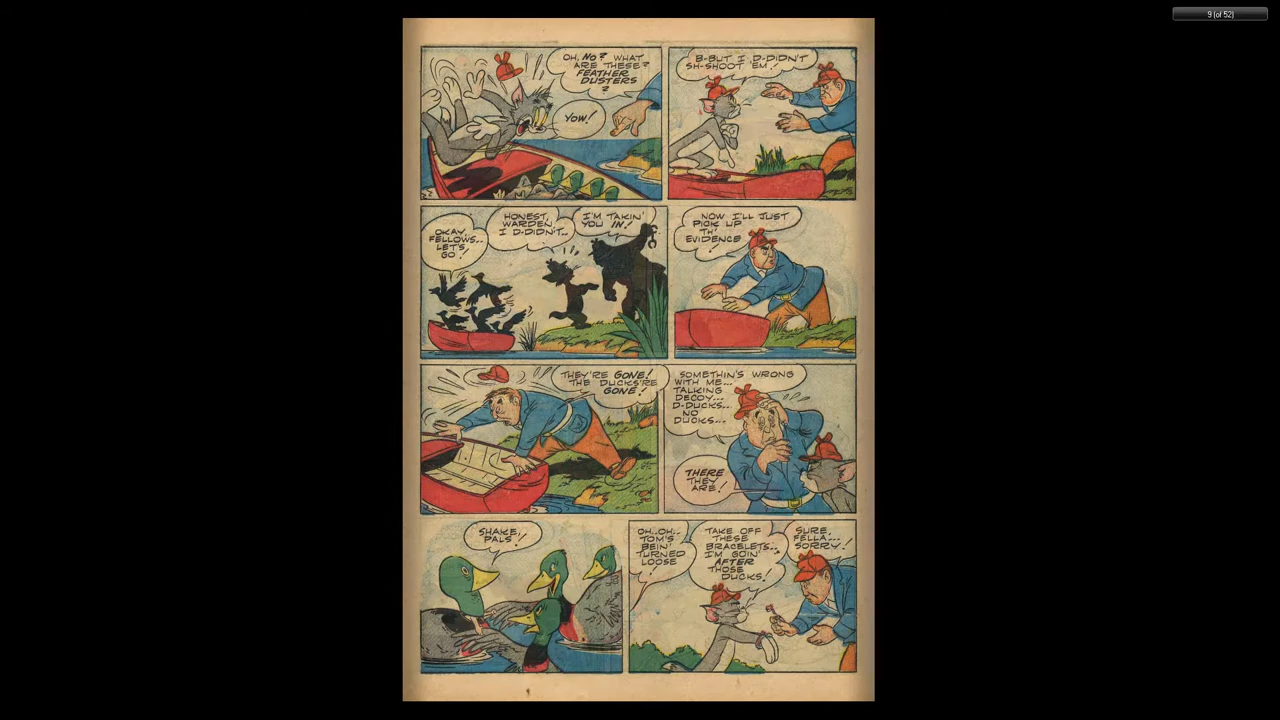 9 (of 52)
OH, NO? WHAT
ARE THESE?
FEATHER
DUSTERS
?
YOW!
B-BUT I D-DIDN'T
SH-SHOOT 'EM!
OKAY,
FELLOWS..
LET'S
GO!
HONEST,
WARDEN,
I D-DIDN'T..
I'M TAKIN'
YOU IN!
NOW I'LL JUST
PICK UP
TH'
EVIDENCE
!
THEY'RE GONE!
THE DUCKS'RE
GONE!
SOMETHIN'S WRONG
WITH ME...
TALKING
DECOY...
D-DUCKS..
NO
DUCKS...
THERE
THEY
ARE!
SHAKE,
PALS!
OH..OH..
TOM'S
BEIN'
TURNED
LOOSE
!
TAKE OFF
THESE
BRACELETS..
I'M GOIN'
AFTER
THOSE
DUCKS!
SURE,
FELLA...
SORRY!